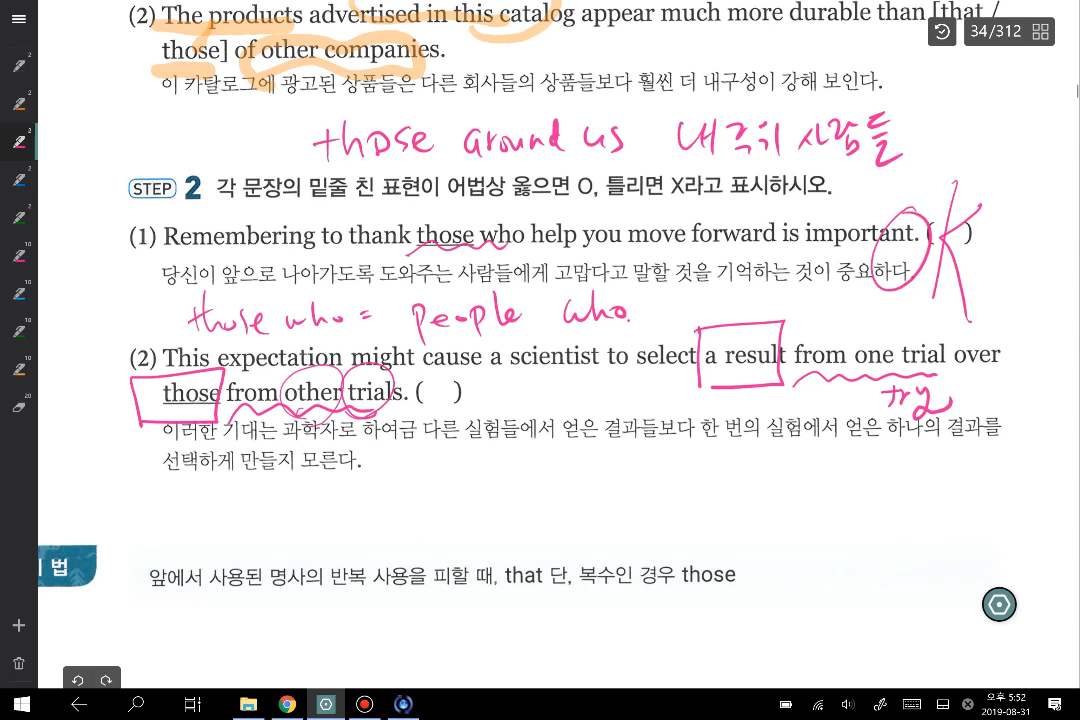 (2) The products advertised in this catalog appear much more durable than [that /
34/312
those] of other companies.
이 카탈로그에 광고된 상품들은 다른 회사들의 상품들보다 훨씬 더 내구성이 강해 보인다.
those around us 내 주위 사람들
STEP 2 각 문장의 밑줄 친 표현이 어법상 옳으면 O, 틀리면 X라고 표시하시오.
(1) Remembering to thank those who help you move forward is important. ( )
당신이 앞으로 나아가도록 도와주는 사람들에게 고맙다고 말할 것을 기억하는 것이 중요하다.
those who = people who.
(2) This expectation might cause a scientist to select a result from one trial over
those from other trials. ( )
try
이러한 기대는 과학자로 하여금 다른 실험들에서 얻은 결과들보다 한 번의 실험에서 얻은 하나의 결과를
선택하게 만들지 모른다.
법
앞에서 사용된 명사의 반복 사용을 피할 때, that 단, 복수인 경우 those
오후 5:52
2019-08-31